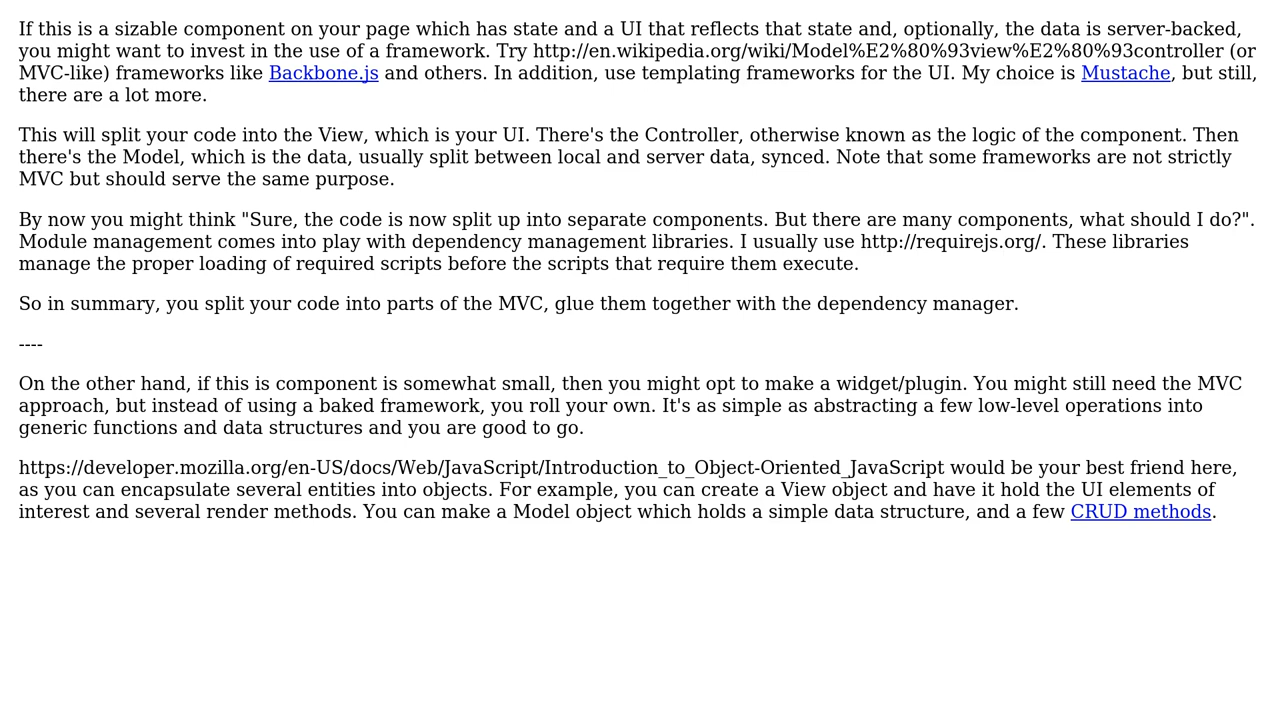 If this is a sizable component on your page which has state and a UI that reflects that state and, optionally, the data is server-backed,
you might want to invest in the use of a framework. Try http://en.wikipedia.org/wiki/Model%E2%80%93view%E2%80%93controller (or
MVC-like) frameworks like Backbone.js and others. In addition, use templating frameworks for the UI. My choice is Mustache, but still,
there are a lot more.
This will split your code into the View, which is your UI. There's the Controller, otherwise known as the logic of the component. Then
there's the Model, which is the data, usually split between local and server data, synced. Note that some frameworks are not strictly
MVC but should serve the same purpose.
By now you might think "Sure, the code is now split up into separate components. But there are many components, what should I do?".
Module management comes into play with dependency management libraries. I usually use http://requirejs.org/. These libraries
manage the proper loading of required scripts before the scripts that require them execute.
So in summary, you split your code into parts of the MVC, glue them together with the dependency manager.
----
On the other hand, if this is component is somewhat small, then you might opt to make a widget/plugin. You might still need the MVC
approach, but instead of using a baked framework, you roll your own. It's as simple as abstracting a few low-level operations into
generic functions and data structures and you are good to go.
https://developer.mozilla.org/en-US/docs/Web/JavaScript/Introduction_to_Object-Oriented_JavaScript would be your best friend here,
as you can encapsulate several entities into objects. For example, you can create a View object and have it hold the UI elements of
interest and several render methods. You can make a Model object which holds a simple data structure, and a few CRUD methods.